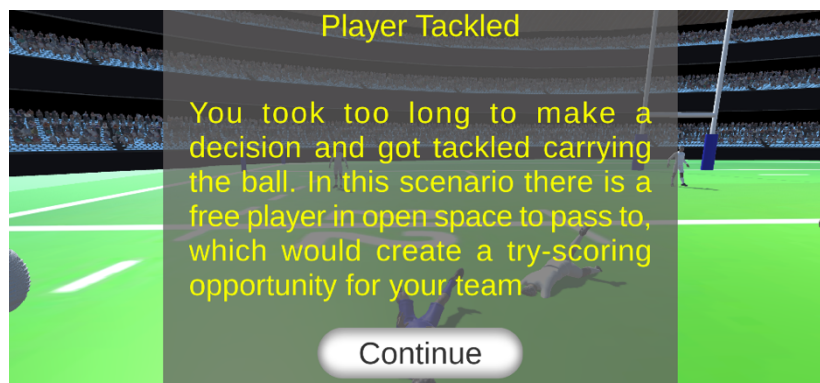 Player Tackled
You took too long to make a
decision and got tackled carrying
the ball. In this scenario there is a
free player in open space to pass to,
which would create a try-scoring
opportunity for your team
Continue